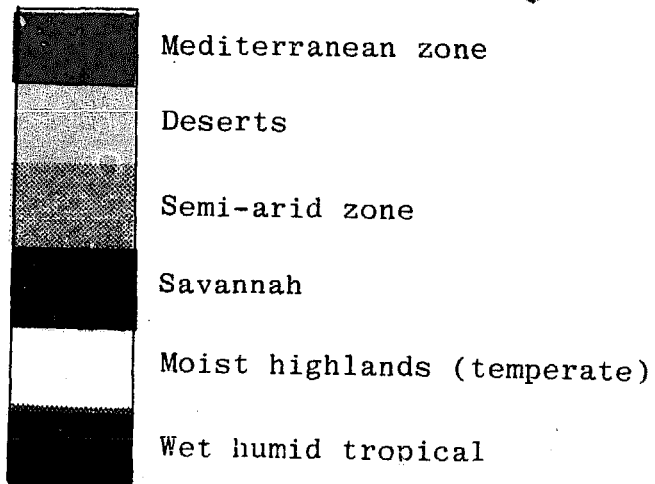 Mediterranean zone
Deserts
Semi-arid zone
Savannah
Moist highlands (temperate)
Wet humid tropical